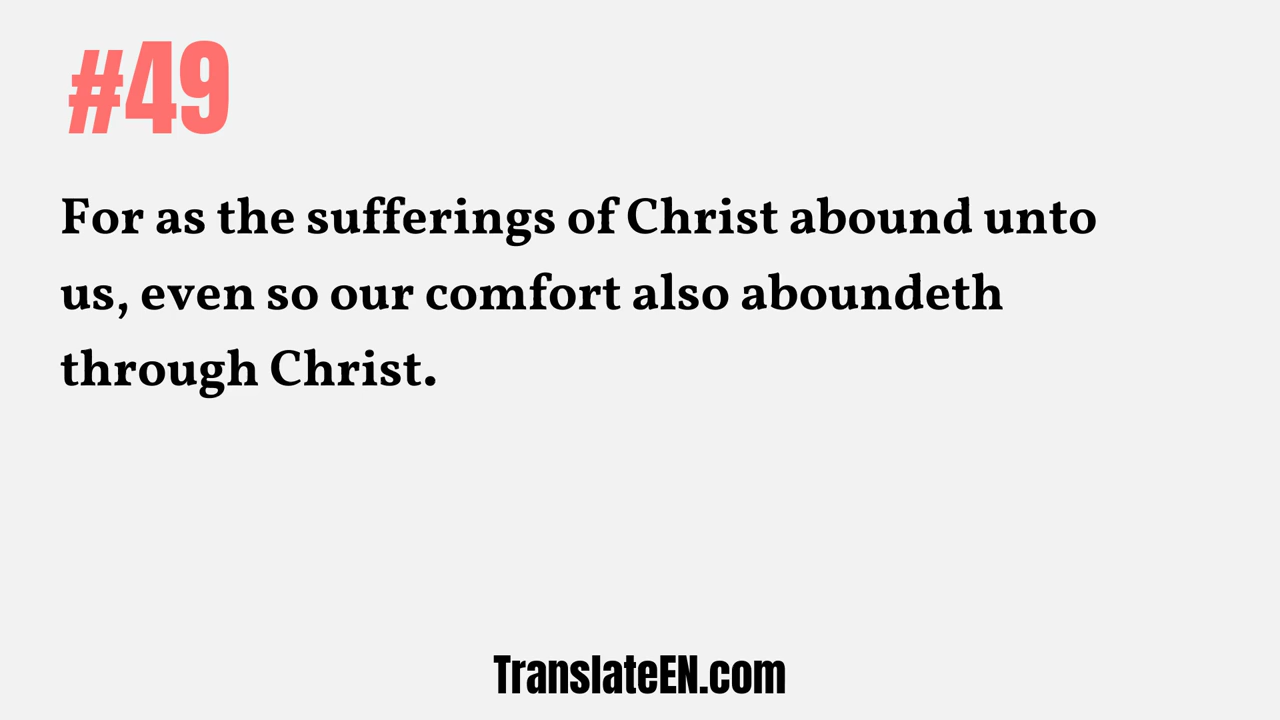 #49
For as the sufferings of Christ abound unto
us, even so our comfort also aboundeth
through Christ.
TranslateEN.com